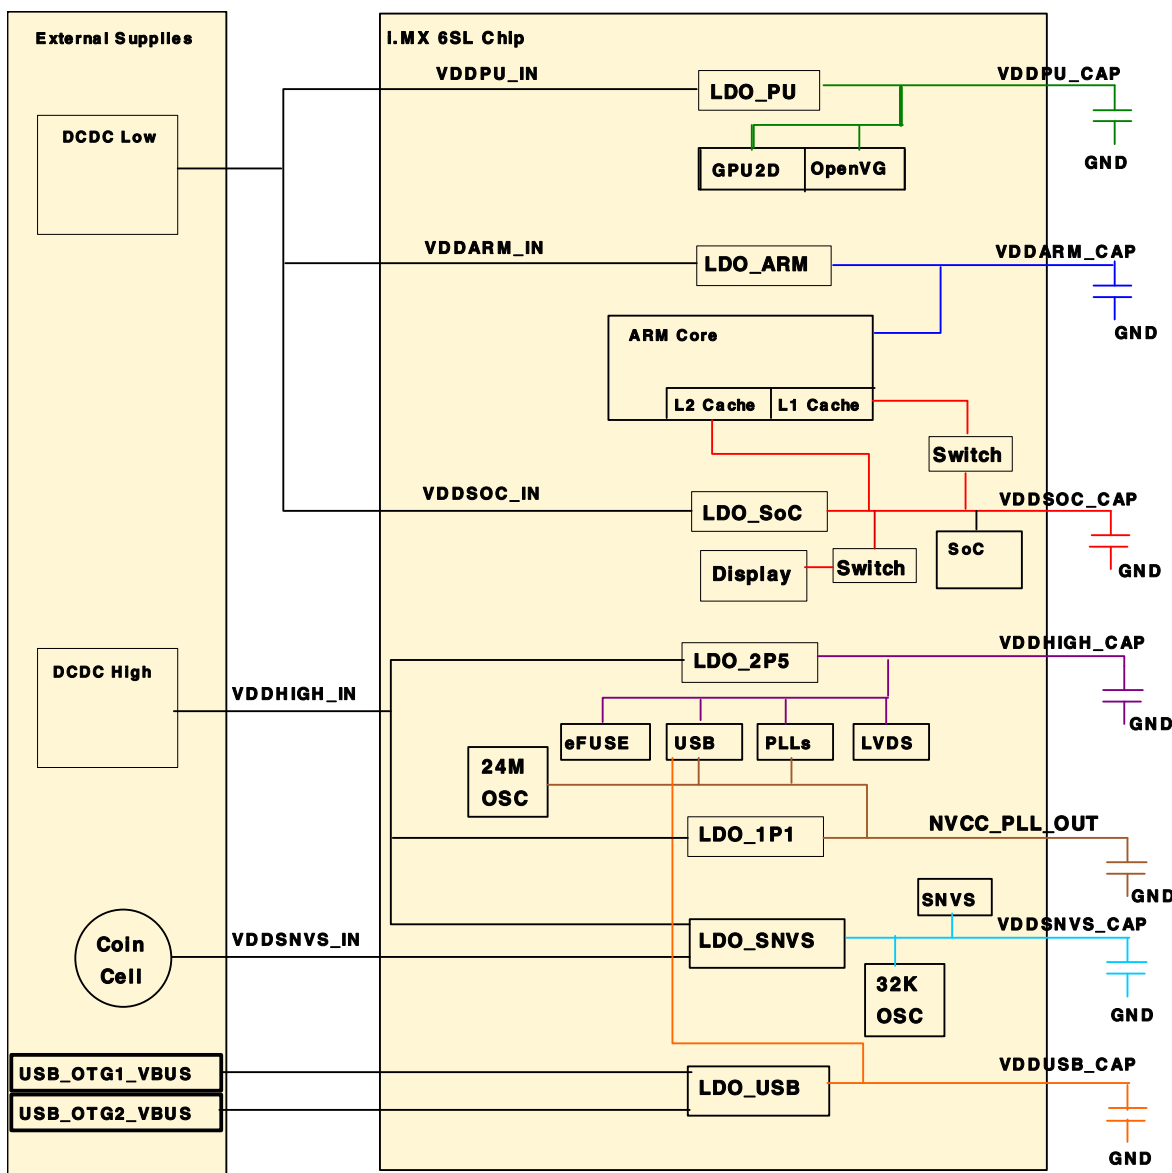 External Supplies
I.MX 6SL Chip
VDDPU_IN
LDO_PU
VDDPU_CAP
DCDC Low
GND
GPU2D
OpenVG
VDDARM_IN
LDO_ARM
VDDARM_CAP
GND
ARM Core
L2 Cache
L1 Cache
Switch
VDDSOC_IN
LDO_SoC
VDDSOC_CAP
SoC
Switch
Display
GND
LDO_2P5
VDDHIGH_CAP
DCDC High
VDDHIGH_IN
GND
eFUSE
USB
PLLs
LVDS
24M
OSC
LDO_1P1
NVCC_PLL_OUT
GND
SNVS
Coin
Cell
VDDSNVS_IN
LDO_SNVS
VDDSNVS_CAP
32K
OSC
GND
USB_OTG1_VBUS
LDO_USB
VDDUSB_CAP
USB_OTG2_VBUS
GND